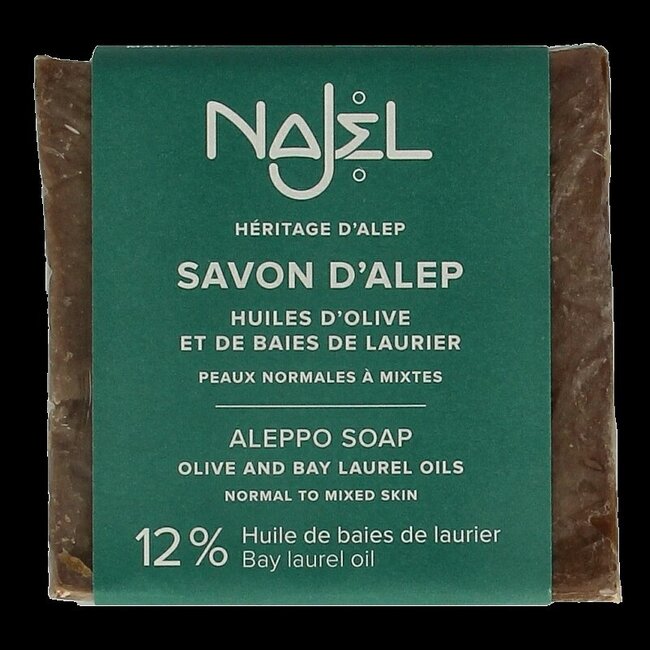 NAJEL
HÉRITAGE D'ALEP
SAVON D'ALEP
HUILES D'OLIVE
ET DE BAIES DE LAURIER
PEAUX NORMALES À MIXTES
ALEPPO SOAP
OLIVE AND BAY LAUREL OILS
NORMAL TO MIXED SKIN
12% Huile de baies de laurier
Bay laurel oil